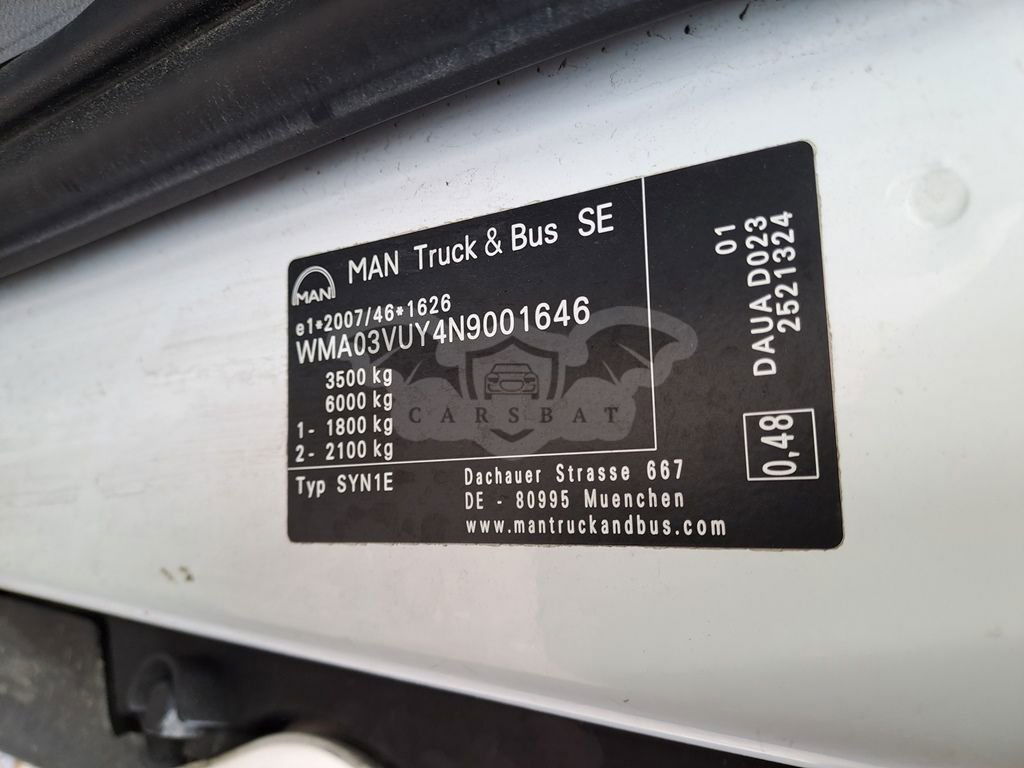 MAN
MAN Truck & Bus SE
e1*2007/46*1626
WMA03VUY4N9001646
3500 kg
6000 kg
1- 1800 kg
2- 2100 kg
Typ SYN1E
Dachauer Strasse 667
DE - 80995 Muenchen
www.mantruckandbus.com
01
DAUA D023
2521324
0,48
CARSBAT